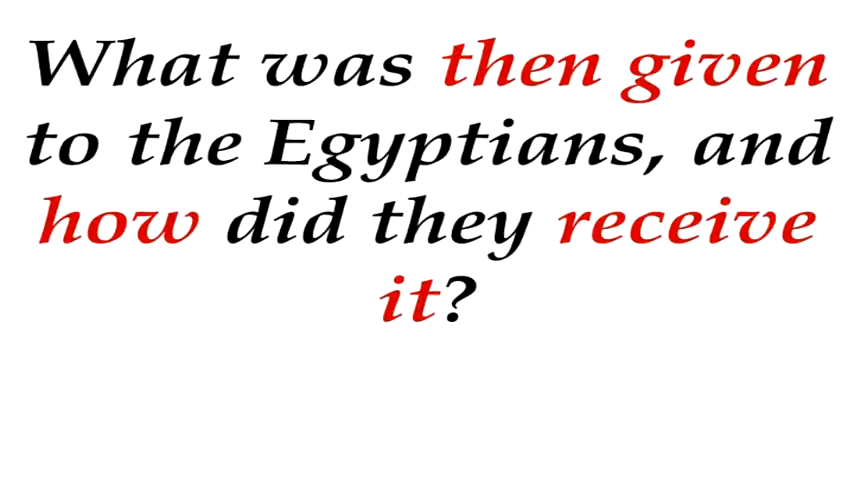 What was then given
to the Egyptians, and
how did they receive
it?